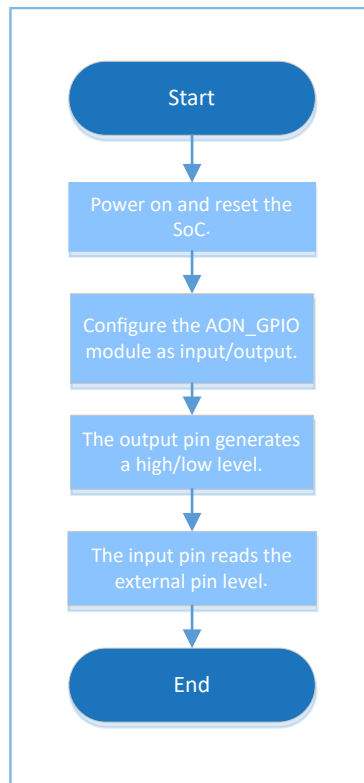 Start
Power on and reset the
SoC.
Configure the AON_GPIO
module as input/output.
The output pin generates
a high/low level.
The input pin reads the
external pin level.
End